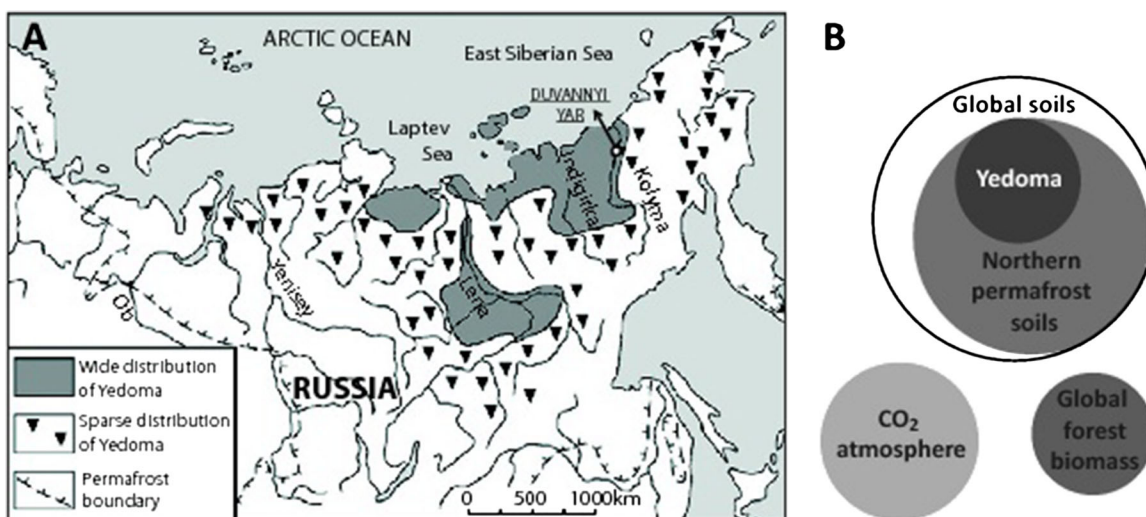 A
ARCTIC OCEAN
East Siberian Sea
DUVANNYI
YAR
Laptev
Sea
Indigirka
Kolyma
Lena
Yenisey
Ob
RUSSIA
Wide distribution
of Yedoma
Sparse distribution
of Yedoma
Permafrost
boundary
0 500 1000km
B
Global soils
Yedoma
Northern
permafrost
soils
CO₂
atmosphere
Global
forest
biomass